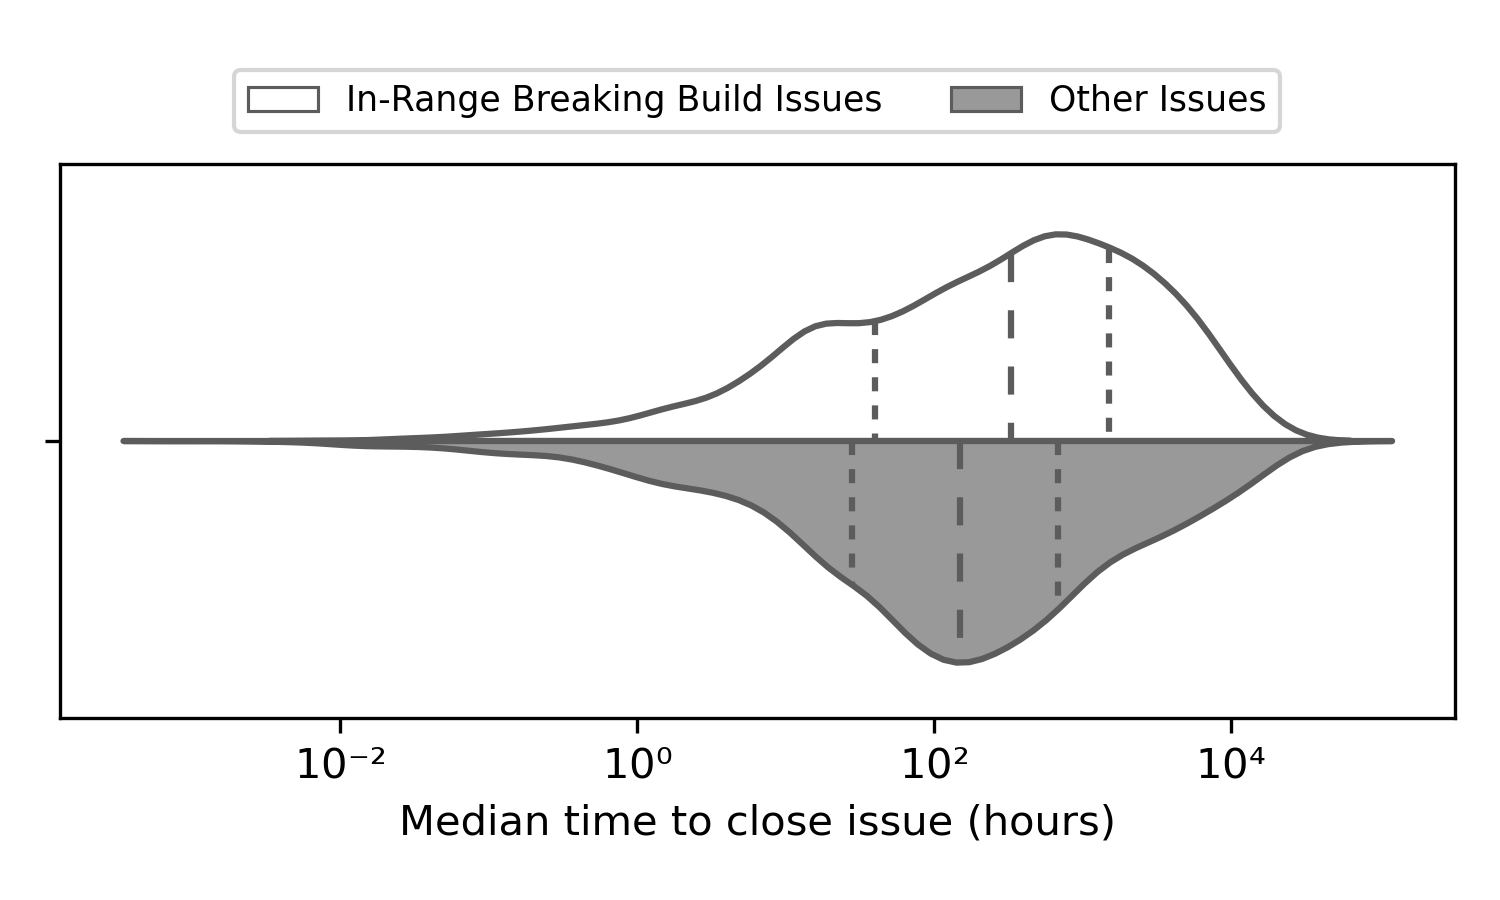 In-Range Breaking Build Issues Other Issues
10⁻² 10⁰ 10² 10⁴
Median time to close issue (hours)